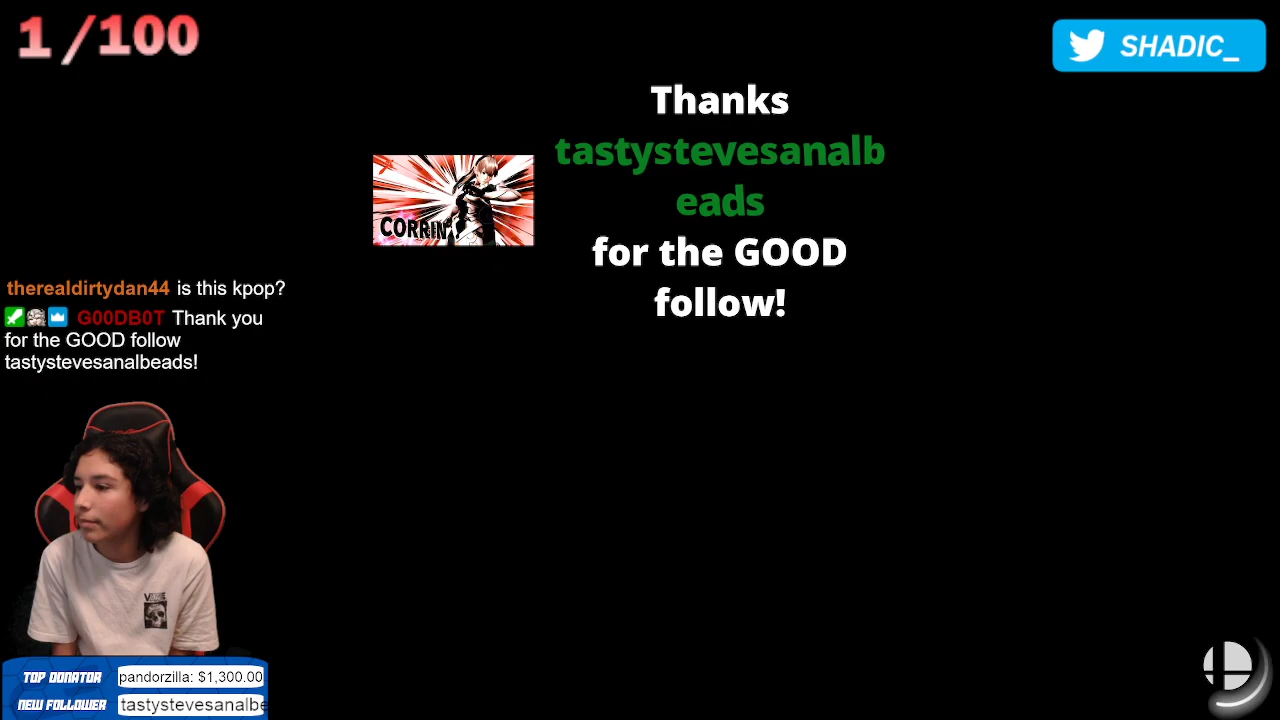 1/100
SHADIC_
Thanks
tastystevesanalb
eads
for the GOOD
follow!
CORRIN
therealdirtydan44 is this kpop?
G00DB0T Thank you
for the GOOD follow
tastystevesanalbeads!
TOP DONATOR pandorzilla: $1,300.00
NEW FOLLOWER tastystevesanalbe